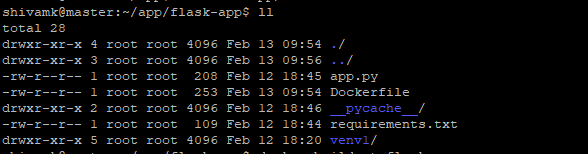 shivamk@master:~/app/flask-app$ ll
total 28
drwxr-xr-x 4 root root 4096 Feb 13 09:54 ./
drwxr-xr-x 3 root root 4096 Feb 13 09:56 ../
-rw-r--r-- 1 root root  208 Feb 12 18:45 app.py
-rw-r--r-- 1 root root  253 Feb 13 09:54 Dockerfile
drwxr-xr-x 2 root root 4096 Feb 12 18:46 __pycache__/
-rw-r--r-- 1 root root  109 Feb 12 18:44 requirements.txt
drwxr-xr-x 5 root root 4096 Feb 12 18:20 venv1/